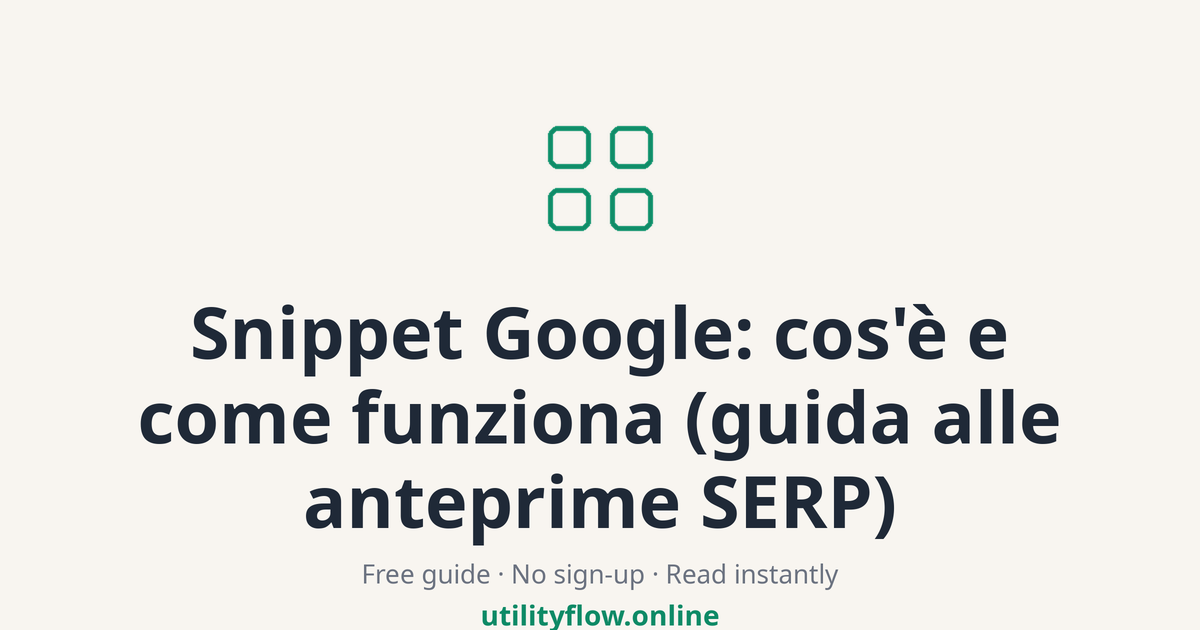 Snippet Google: cos'è e
come funziona (guida alle
anteprime SERP)
Free guide · No sign-up · Read instantly
utilityflow.online